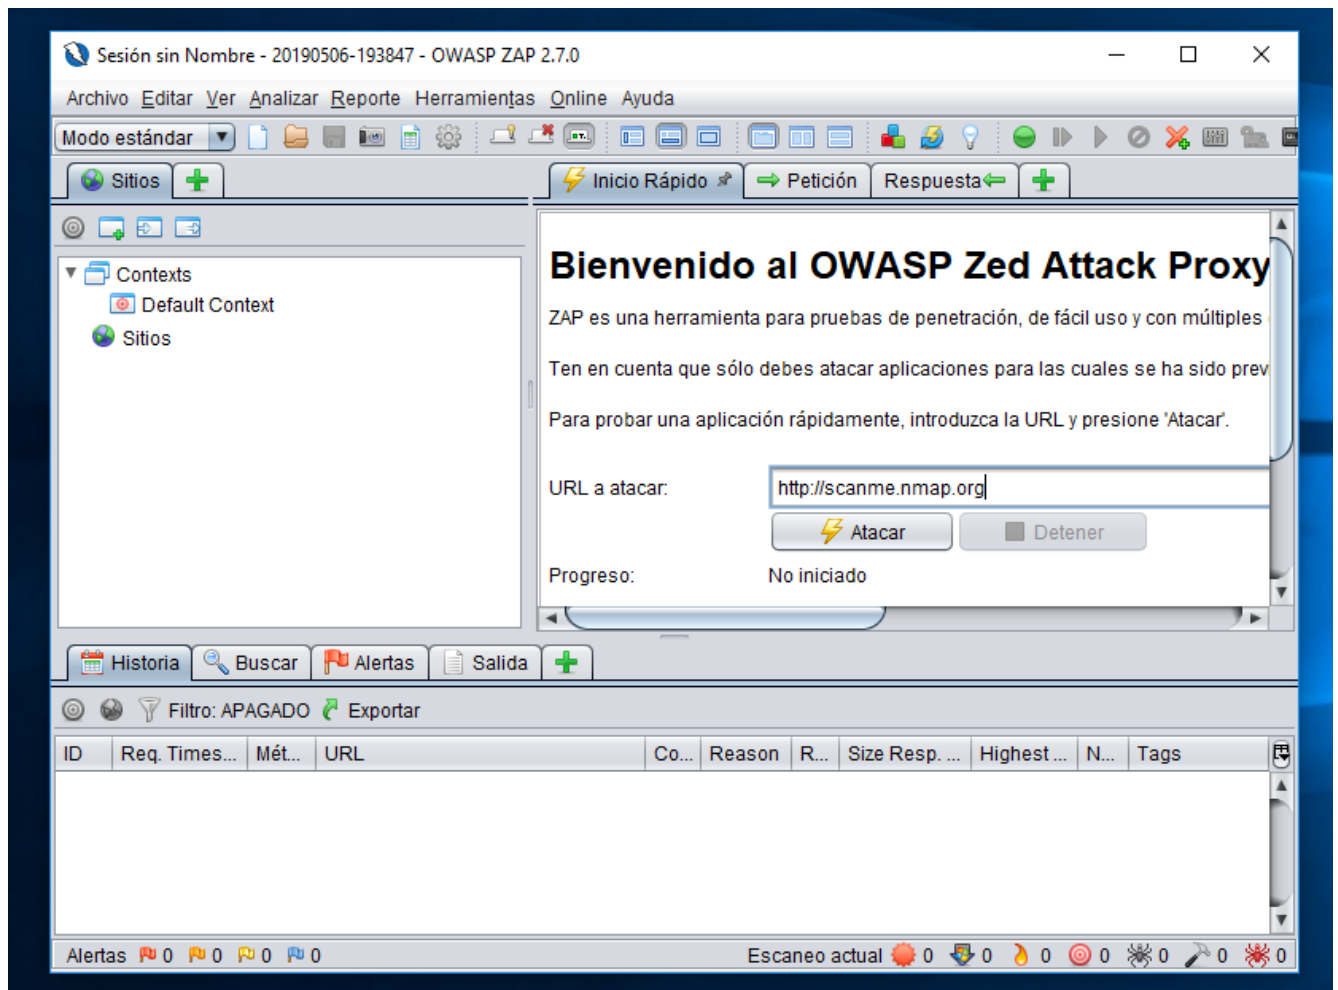 Sesión sin Nombre - 20190506-193847 - OWASP ZAP 2.7.0
Archivo Editar Ver Analizar Reporte Herramientas Online Ayuda
Modo estándar
Sitios
Inicio Rápido
Petición
Respuesta
Contexts
Default Context
Sitios
Bienvenido al OWASP Zed Attack Proxy
ZAP es una herramienta para pruebas de penetración, de fácil uso y con múltiples
Ten en cuenta que sólo debes atacar aplicaciones para las cuales se ha sido prev
Para probar una aplicación rápidamente, introduzca la URL y presione 'Atacar'.
URL a atacar: http://scanme.nmap.org
Atacar Detener
Progreso: No iniciado
Historia Buscar Alertas Salida
Filtro: APAGADO Exportar
ID Req. Times... Mét... URL Co... Reason R... Size Resp. ... Highest ... N... Tags
Alertas 0 0 0 0 Escaneo actual 0 0 0 0 0 0 0